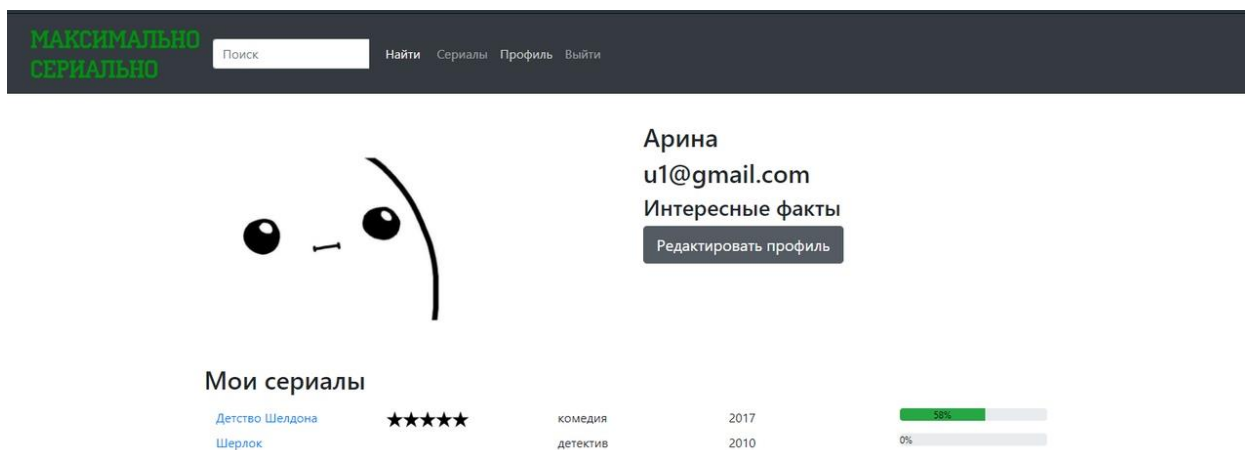 МАКСИМАЛЬНО
СЕРИАЛЬНО
Поиск Найти Сериалы Профиль Выйти
Арина
u1@gmail.com
Интересные факты
Редактировать профиль
Мои сериалы
Детство Шелдона ★★★★★ комедия 2017 58%
Шерлок детектив 2010 0%